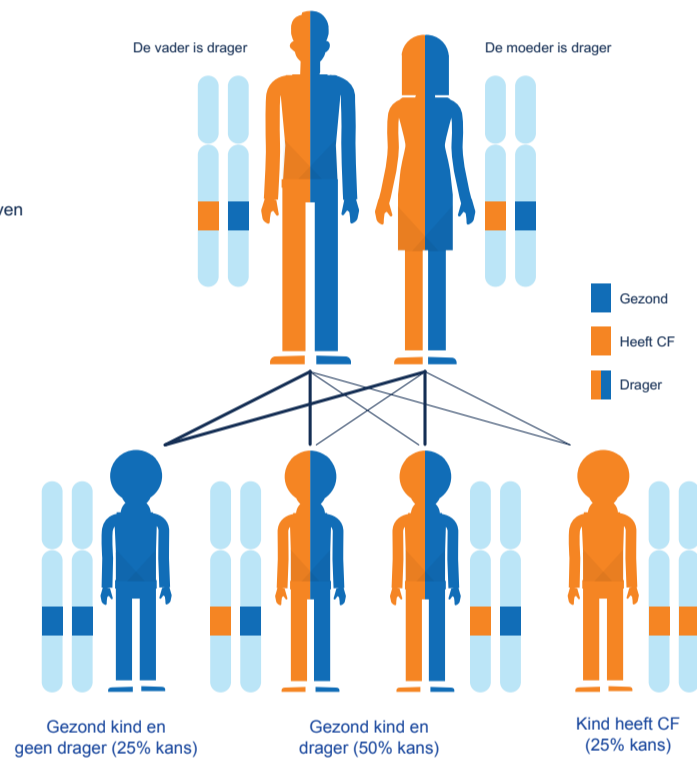 De vader is drager
De moeder is drager
Gezond
Heeft CF
Drager
Gezond kind en
geen drager (25% kans)
Gezond kind en
drager (50% kans)
Kind heeft CF
(25% kans)